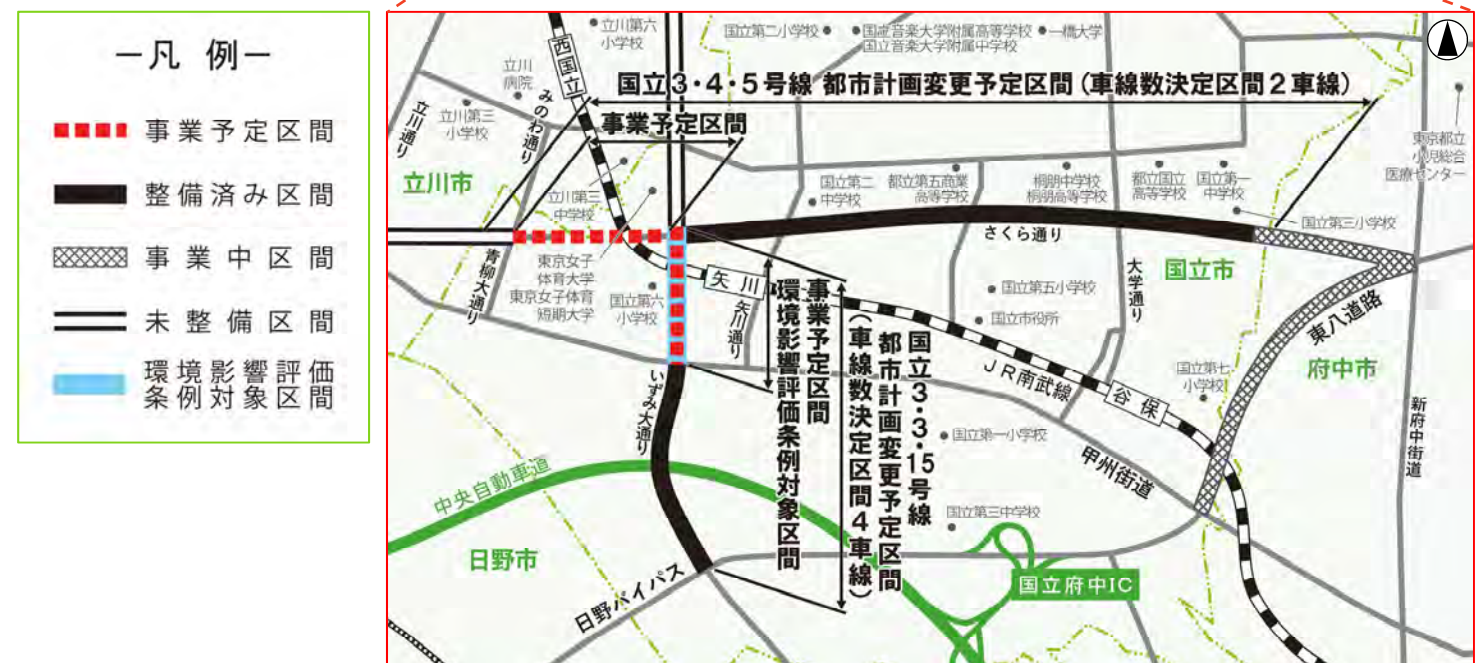 ー凡 例ー
事業予定区間
整備済み区間
事業中区間
未整備区間
環境影響評価
条例対象区間
立川第六
小学校
国立第二小学校
国立音楽大学附属高等学校
国立音楽大学附属中学校
一橋大学
西国立
立川
病院
国立3・4・5号線 都市計画変更予定区間（車線数決定区間2車線）
みのわ通り
立川通り
立川第三
小学校
事業予定区間
東京都立
小児総合
医療センター
立川市
立川第三
中学校
国立第二
中学校
都立第五商業
高等学校
桐朋中学校
桐朋高等学校
都立国立
高等学校
国立第一
中学校
国立第三小学校
さくら通り
青柳大通り
東京女子
体育大学
東京女子体育
短期大学
国立第六
小学校
矢川
矢川通り
事業予定区間
環境影響評価条例対象区間
国立3・3・15号線
都市計画変更予定区間
（車線数決定区間4車線）
国立第五小学校
国立市役所
大学通り
国立市
東八道路
府中市
JR南武線
谷保
国立第七
小学校
いずみ大通り
国立第一小学校
甲州街道
新府中街道
中央自動車道
国立第三中学校
日野市
日野バイパス
国立府中IC